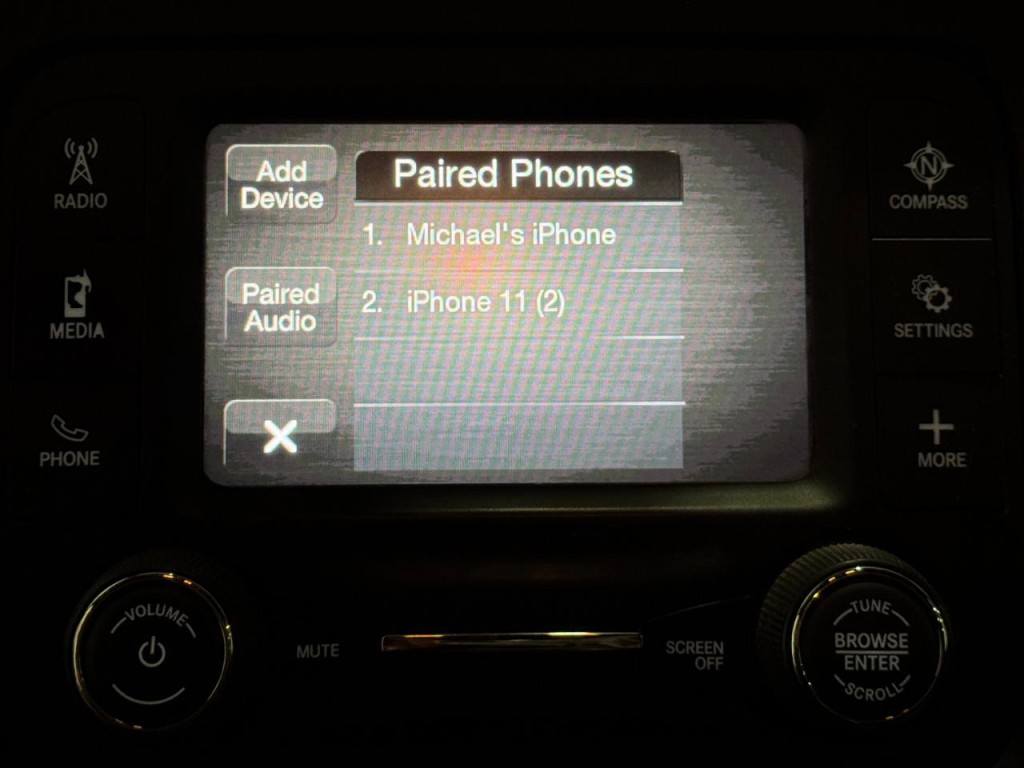 RADIO
MEDIA
PHONE
Add
Device
Paired
Audio
X
Paired Phones
1. Michael's iPhone
2. iPhone 11 (2)
N
COMPASS
SETTINGS
+
MORE
VOLUME
MUTE
SCREEN
OFF
TUNE
BROWSE
ENTER
SCROLL